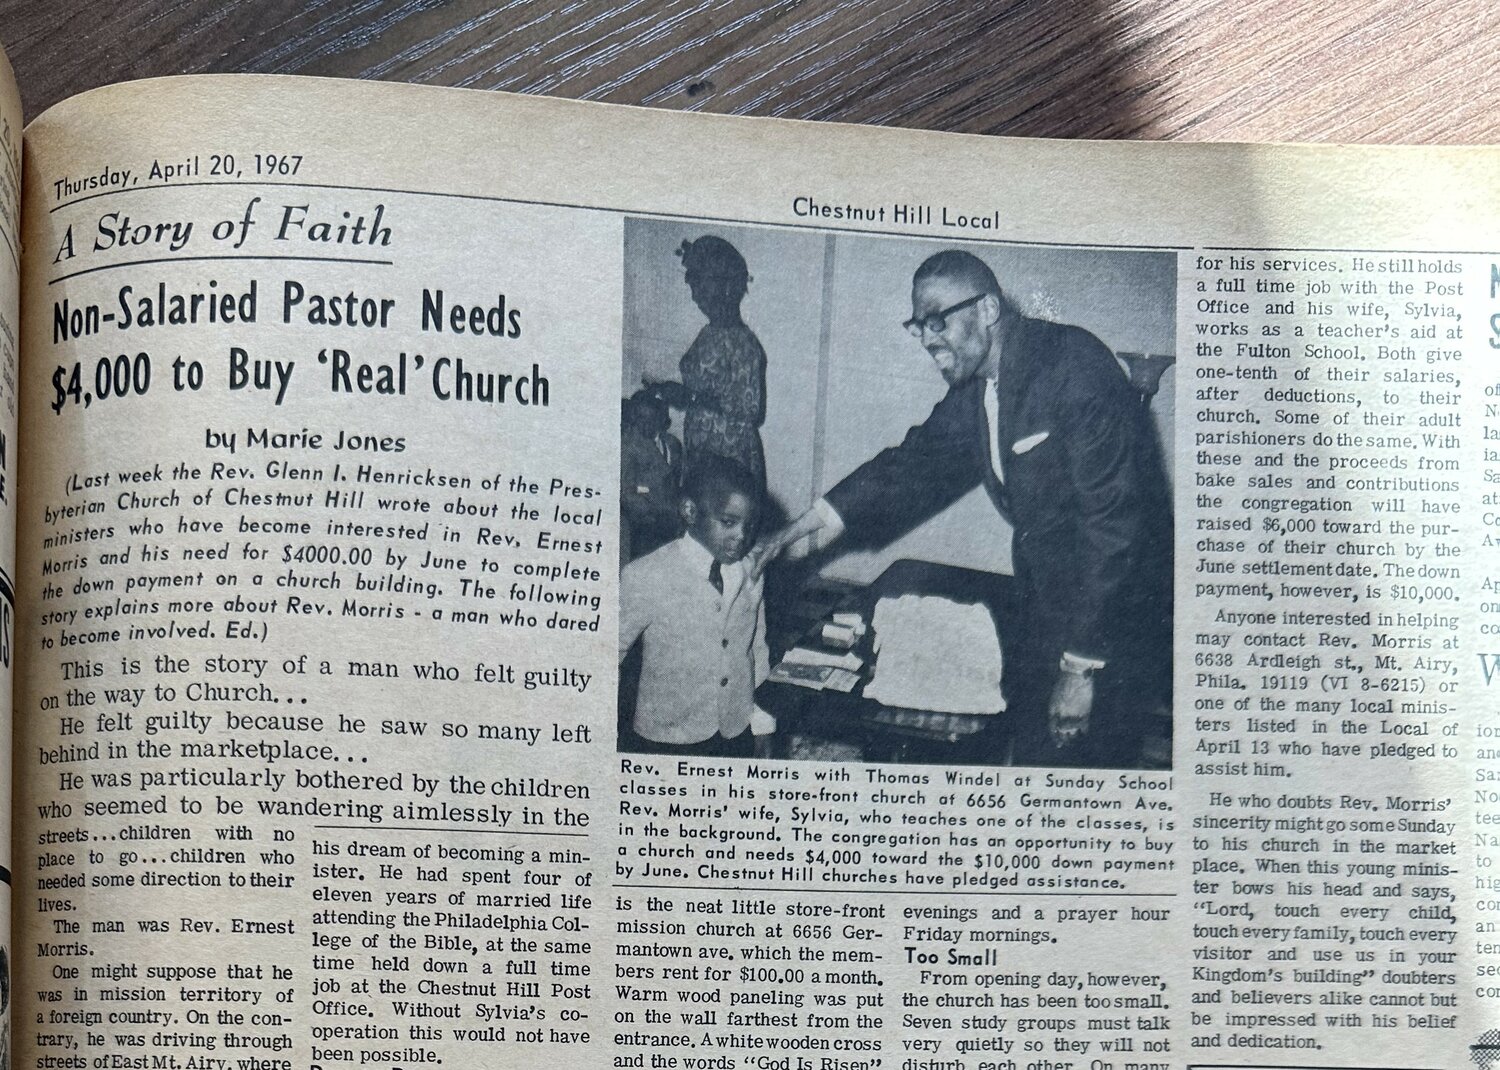 Thursday, April 20, 1967
Chestnut Hill Local
A Story of Faith
Non-Salaried Pastor Needs
$4,000 to Buy ‘Real’ Church
by Marie Jones
(Last week the Rev. Glenn I. Henricksen of the Pres-
byterian Church of Chestnut Hill wrote about the local
ministers who have become interested in Rev. Ernest
Morris and his need for $4000.00 by June to complete
the down payment on a church building. The following
story explains more about Rev. Morris - a man who dared
to become involved. Ed.)
This is the story of a man who felt guilty
on the way to Church...
He felt guilty because he saw so many left
behind in the marketplace...
He was particularly bothered by the children
who seemed to be wandering aimlessly in the
streets...children with no
place to go...children who
needed some direction to their
lives.
The man was Rev. Ernest
Morris.
One might suppose that he
was in mission territory of
a foreign country. On the con-
trary, he was driving through
streets of East Mt. Airy, where
his dream of becoming a min-
ister. He had spent four of
eleven years of married life
attending the Philadelphia Col-
lege of the Bible, at the same
time held down a full time
job at the Chestnut Hill Post
Office. Without Sylvia's co-
operation this would not have
been possible.
Rev. Ernest Morris with Thomas Windel at Sunday School
classes in his store-front church at 6656 Germantown Ave.
Rev. Morris' wife, Sylvia, who teaches one of the classes, is
in the background. The congregation has an opportunity to buy
a church and needs $4,000 toward the $10,000 down payment
by June. Chestnut Hill churches have pledged assistance.
is the neat little store-front
mission church at 6656 Ger-
mantown ave. which the mem-
bers rent for $100.00 a month.
Warm wood paneling was put
on the wall farthest from the
entrance. A white wooden cross
and the words "God Is Risen"
evenings and a prayer hour
Friday mornings.
Too Small
From opening day, however,
the church has been too small.
Seven study groups must talk
very quietly so they will not
disturb each other. On many
for his services. He still holds
a full time job with the Post
Office and his wife, Sylvia,
works as a teacher's aid at
the Fulton School. Both give
one-tenth of their salaries,
after deductions, to their
church. Some of their adult
parishioners do the same. With
these and the proceeds from
bake sales and contributions
the congregation will have
raised $6,000 toward the pur-
chase of their church by the
June settlement date. The down
payment, however, is $10,000.
Anyone interested in helping
may contact Rev. Morris at
6638 Ardleigh st., Mt. Airy,
Phila. 19119 (VI 8-6215) or
one of the many local minis-
ters listed in the Local of
April 13 who have pledged to
assist him.
He who doubts Rev. Morris'
sincerity might go some Sunday
to his church in the market
place. When this young minis-
ter bows his head and says,
"Lord, touch every child,
touch every family, touch every
visitor and use us in your
Kingdom's building" doubters
and believers alike cannot but
be impressed with his belief
and dedication.